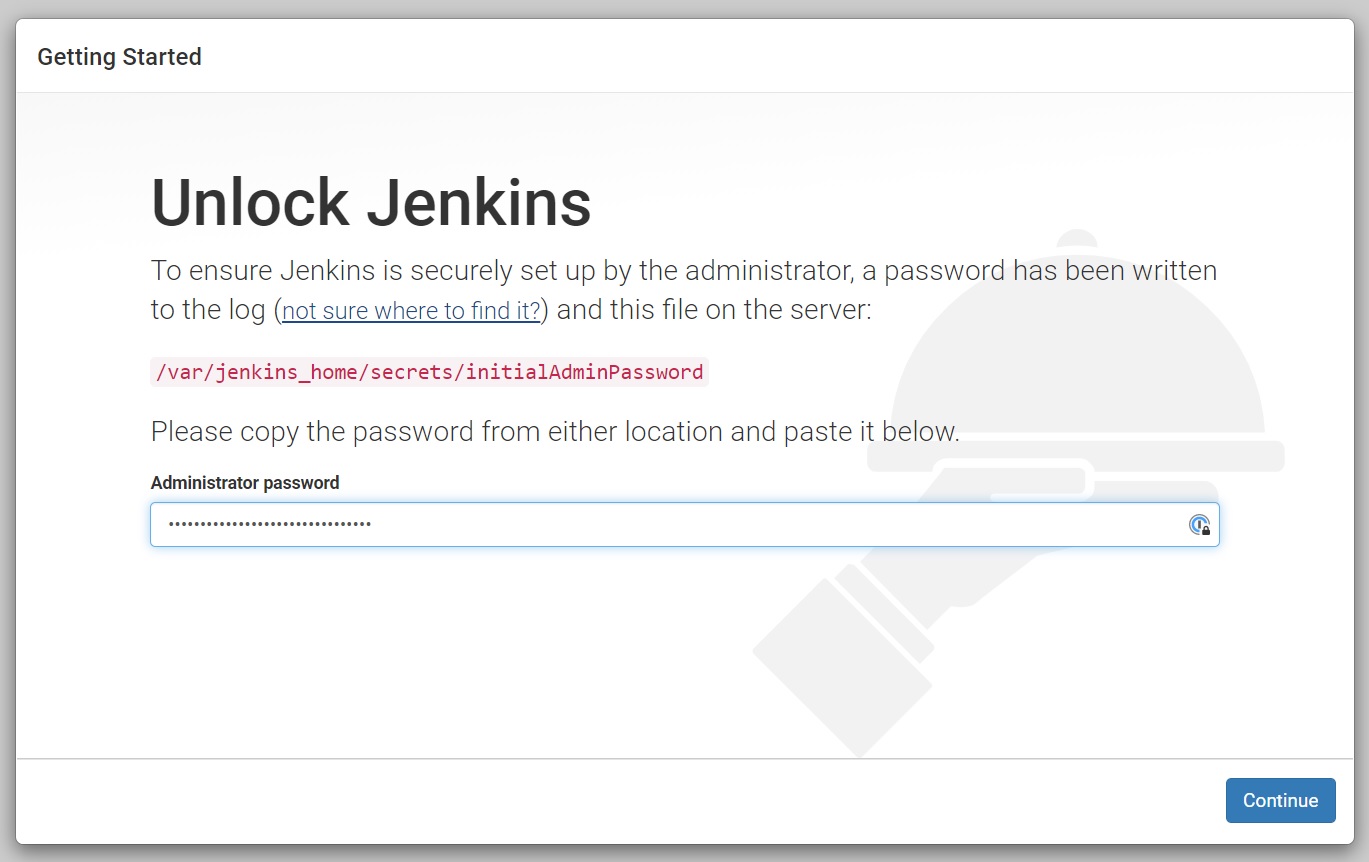 Getting Started
Unlock Jenkins
To ensure Jenkins is securely set up by the administrator, a password has been written
to the log (not sure where to find it?) and this file on the server:
/var/jenkins_home/secrets/initialAdminPassword
Please copy the password from either location and paste it below.
Administrator password
••••••••••••••••••••••••••••••••
Continue